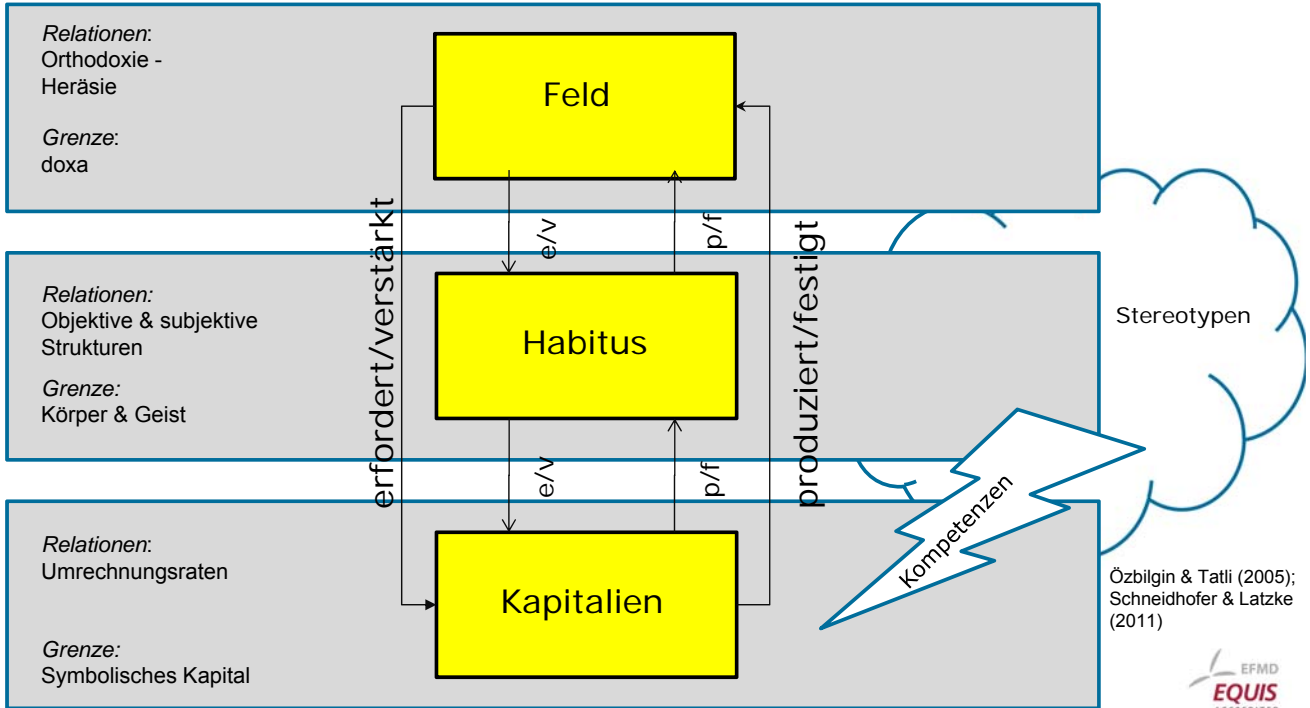 Relationen:
Orthodoxie -
Heräsie
Grenze:
doxa
Feld
erfordert/verstärkt
e/v
p/f
produziert/festigt
Relationen:
Objektive & subjektive
Strukturen
Grenze:
Körper & Geist
Habitus
Stereotypen
e/v
p/f
Relationen:
Umrechnungsraten
Grenze:
Symbolisches Kapital
Kapitalien
Kompetenzen
Özbilgin & Tatli (2005);
Schneidhofer & Latzke
(2011)
EFMD
EQUIS